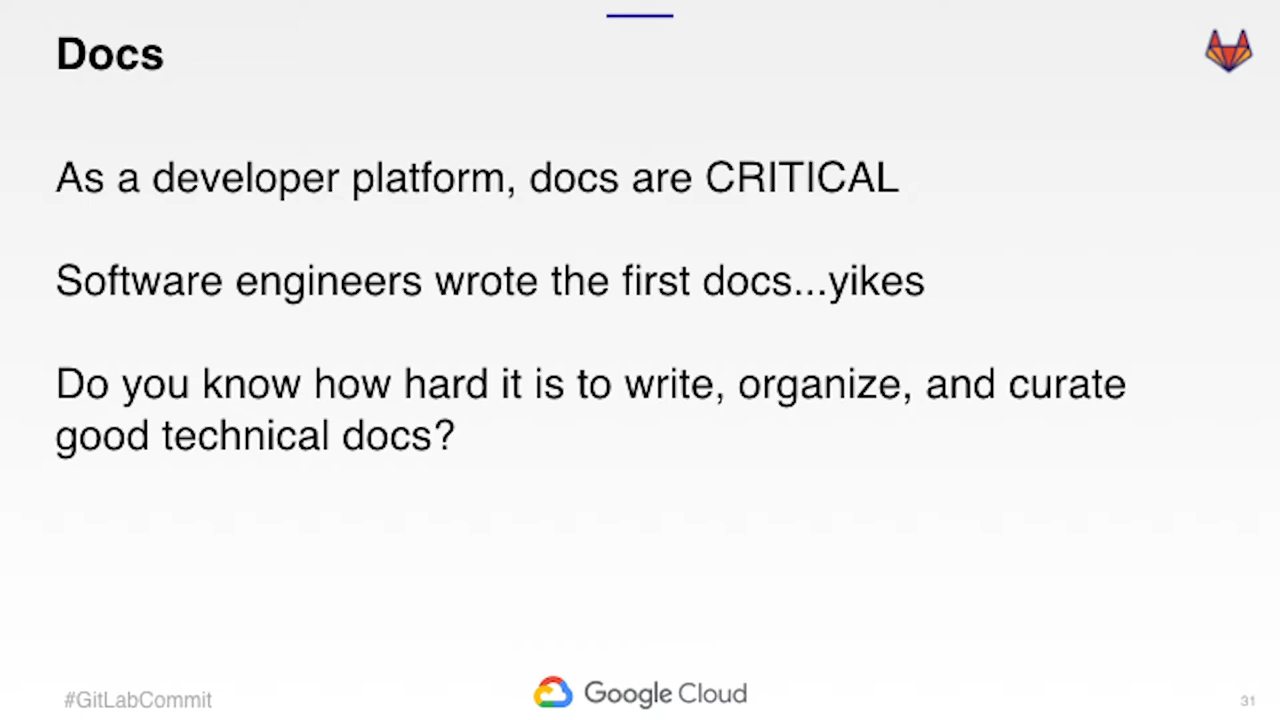 Docs
As a developer platform, docs are CRITICAL
Software engineers wrote the first docs...yikes
Do you know how hard it is to write, organize, and curate
good technical docs?
#GitLabCommit
Google Cloud
31